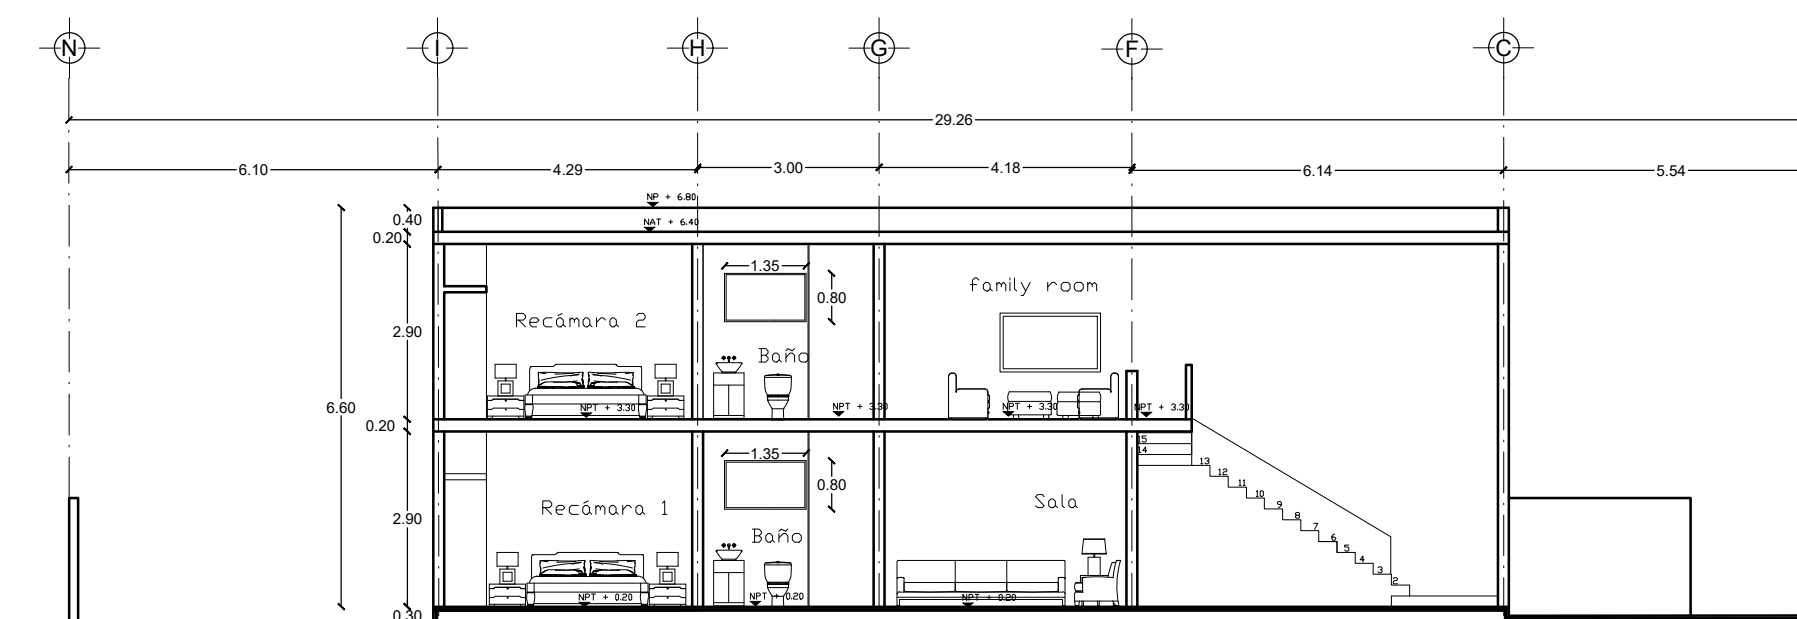 N I H G F C
29.26
6.10 4.29 3.00 4.18 6.14 5.54
NP + 6.80
0.40
NAT + 6.40
0.20
1.35
family room
0.80
Recámara 2
2.90
Baño
6.60
NPT + 3.30 NPT + 3.30 NPT + 3.30 NPT + 3.30
0.20
15
14
1.35
13
12
0.80
11
10
Recámara 1
Sala
9
2.90
8
7
Baño
6
5
4
3
2
NPT + 0.20 NPT + 0.20 NPT + 0.20
0.30